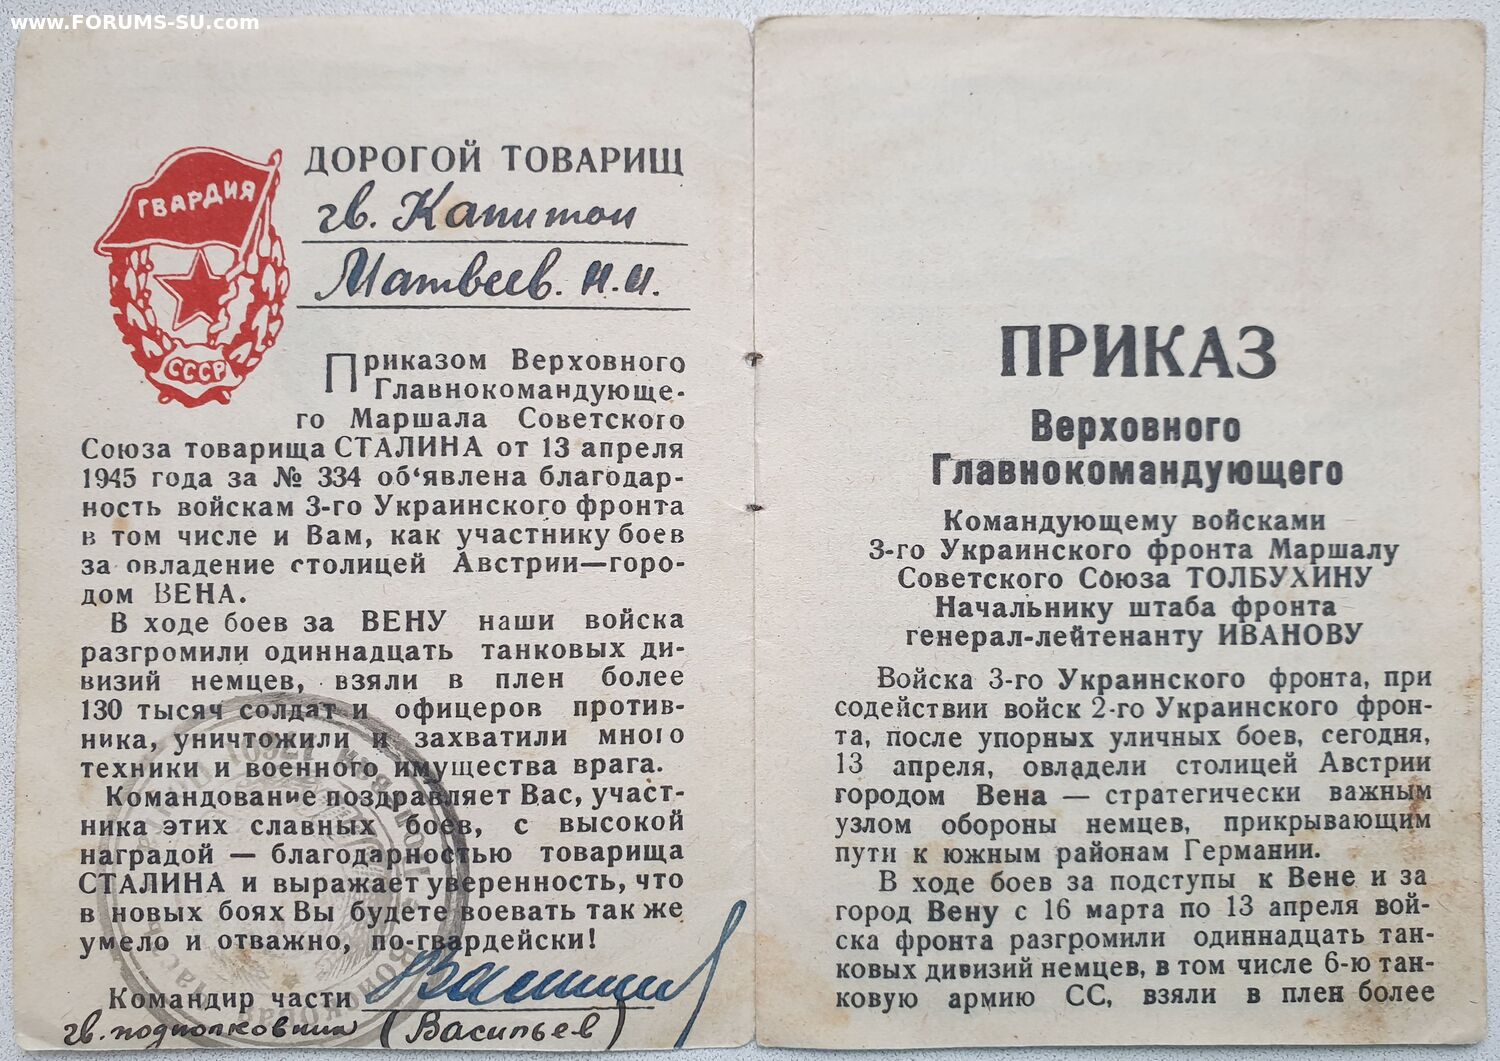 www.FORUMS-SU.com
ГВАРДИЯ
СССР
ДОРОГОЙ ТОВАРИЩ
гв. Капитан
Матвеев. Н.И.
Приказом Верховного
Главнокомандующе-
го Маршала Советского
Союза товарища СТАЛИНА от 13 апреля
1945 года за № 334 об‘явлена благодар-
ность войскам 3-го Украинского фронта
в том числе и Вам, как участнику боев
за овладение столицей Австрии—горо-
дом ВЕНА.
В ходе боев за ВЕНУ наши войска
разгромили одиннадцать танковых ди-
визий немцев, взяли в плен более
130 тысяч солдат и офицеров против-
ника, уничтожили и захватили много
техники и военного имущества врага.
Командование поздравляет Вас, участ-
ника этих славных боев, с высокой
наградой — благодарностью товарища
СТАЛИНА и выражает уверенность, что
в новых боях Вы будете воевать так же
умело и отважно, по-гвардейски!
Командир части
гв. подполковник (Васильев)
ПРИКАЗ
Верховного
Главнокомандующего
Командующему войсками
3-го Украинского фронта Маршалу
Советского Союза ТОЛБУХИНУ
Начальнику штаба фронта
генерал-лейтенанту ИВАНОВУ
Войска 3-го Украинского фронта, при
содействии войск 2-го Украинского фрон-
та, после упорных уличных боев, сегодня,
13 апреля, овладели столицей Австрии
городом Вена — стратегически важным
узлом обороны немцев, прикрывающим
пути к южным районам Германии.
В ходе боев за подступы к Вене и за
город Вену с 16 марта по 13 апреля вой-
ска фронта разгромили одиннадцать тан-
ковых дивизий немцев, в том числе 6-ю тан-
ковую армию СС, взяли в плен более